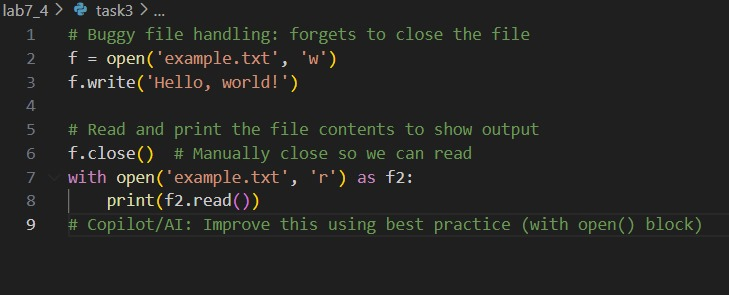 lab7_4 > task3 > ...
1 # Buggy file handling: forgets to close the file
2 f = open('example.txt', 'w')
3 f.write('Hello, world!')
4
5 # Read and print the file contents to show output
6 f.close()  # Manually close so we can read
7 with open('example.txt', 'r') as f2:
8     print(f2.read())
9 # Copilot/AI: Improve this using best practice (with open() block)